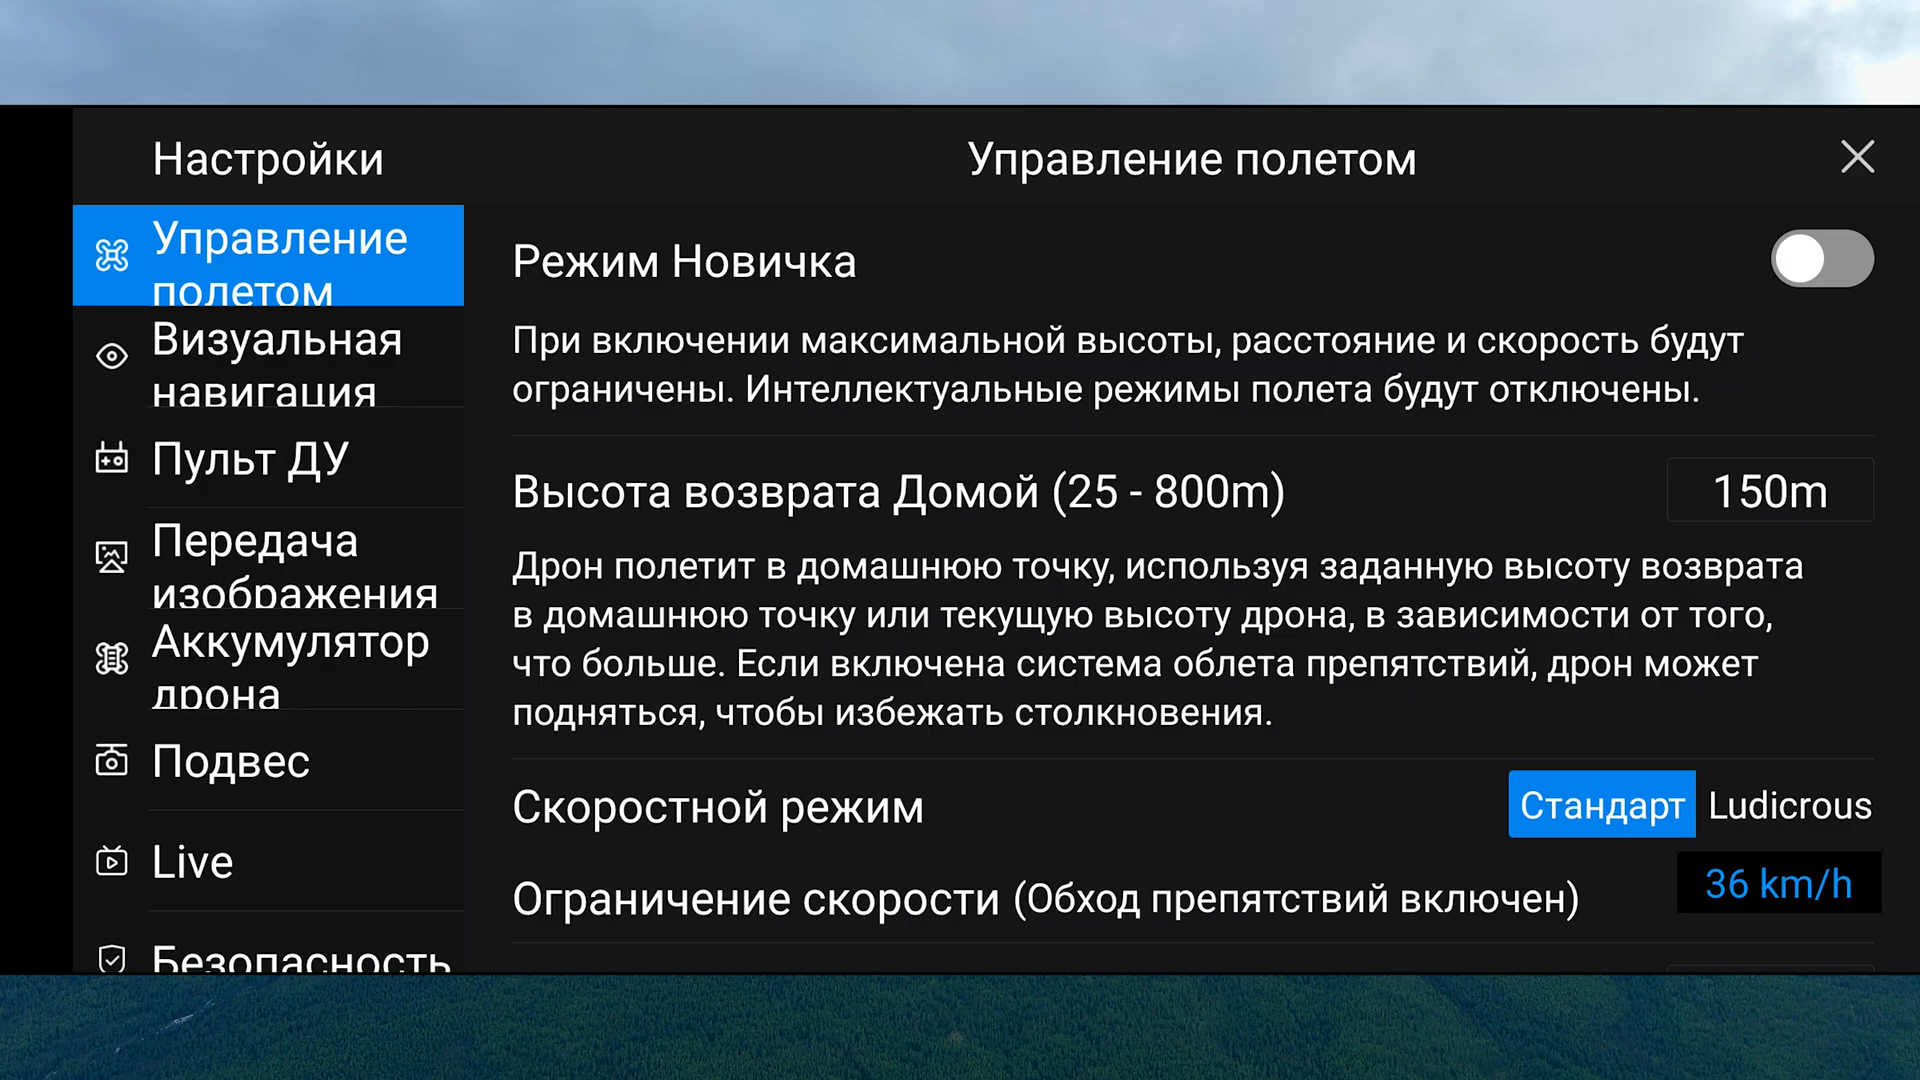 Настройки
Управление полетом
Управление
полетом
Визуальная
навигация
Пульт ДУ
Передача
изображения
Аккумулятор
дрона
Подвес
Live
Безопасность
Режим Новичка
При включении максимальной высоты, расстояние и скорость будут
ограничены. Интеллектуальные режимы полета будут отключены.
Высота возврата Домой (25 - 800m)
150m
Дрон полетит в домашнюю точку, используя заданную высоту возврата
в домашнюю точку или текущую высоту дрона, в зависимости от того,
что больше. Если включена система облета препятствий, дрон может
подняться, чтобы избежать столкновения.
Скоростной режим
Стандарт Ludicrous
Ограничение скорости (Обход препятствий включен)
36 km/h